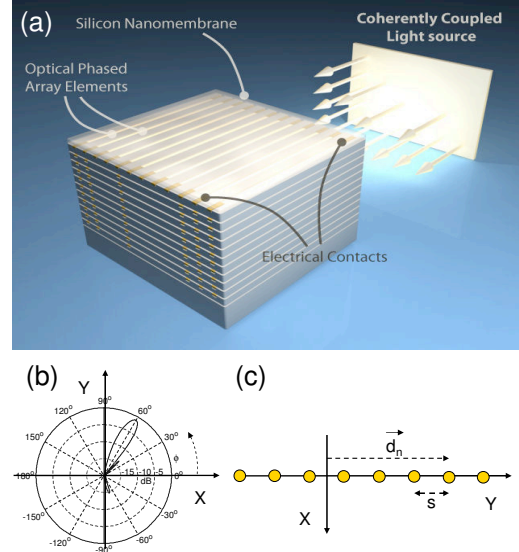 (a)
Silicon Nanomembrane
Coherently Coupled
Light source
Optical Phased
Array Elements
Electrical Contacts
(b)
Y
90°
120°
60°
150°
30°
ϕ
-180°
-15 -10 -5
dB
0°
X
-150°
-30°
-120°
-60°
-90°
(c)
d_n
s
Y
X